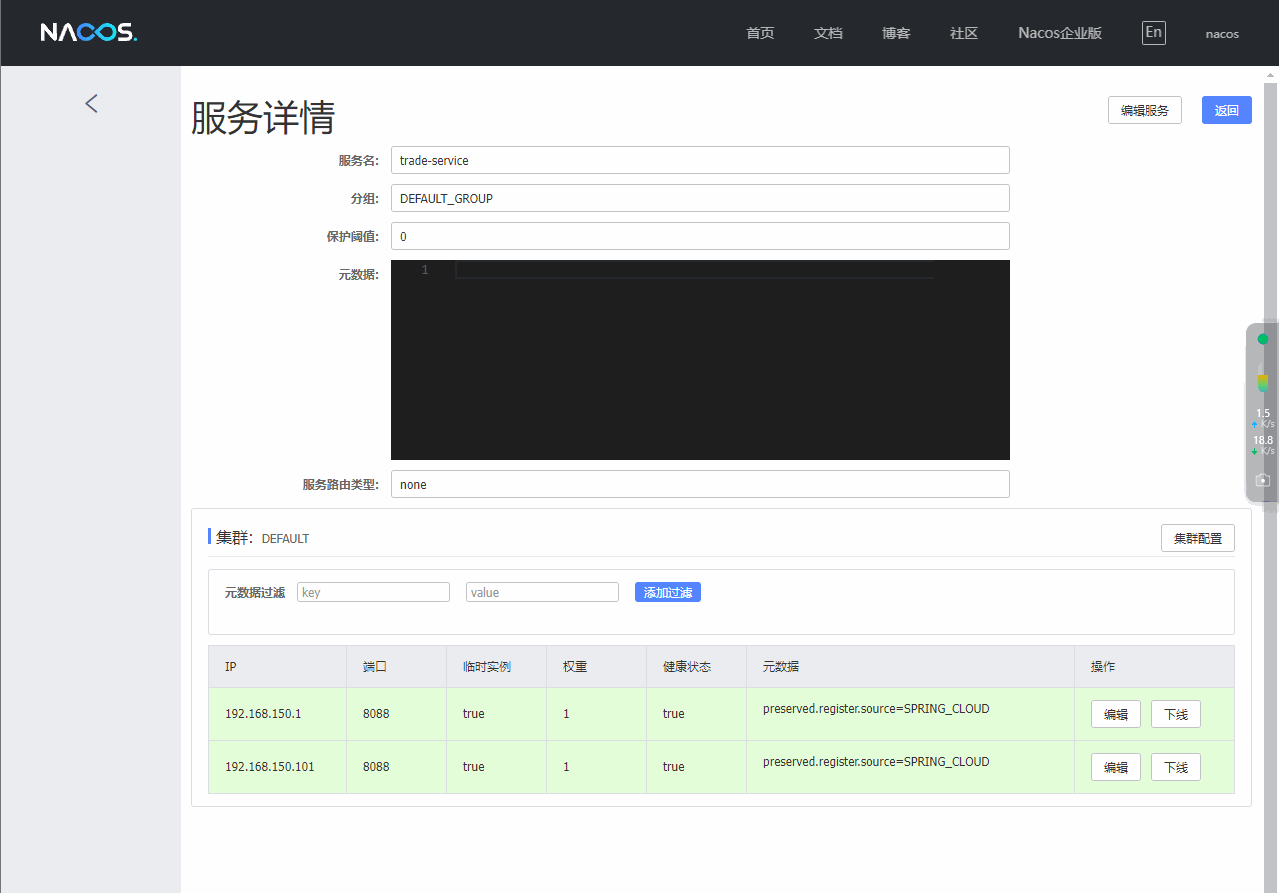 NACOS.
首页 文档 博客 社区 Nacos企业版 En nacos
服务详情 编辑服务 返回
服务名: trade-service
分组: DEFAULT_GROUP
保护阈值: 0
元数据: 1
服务路由类型: none
集群: DEFAULT 集群配置
元数据过滤 key value 添加过滤
IP 端口 临时实例 权重 健康状态 元数据 操作
192.168.150.1 8088 true 1 true preserved.register.source=SPRING_CLOUD 编辑 下线
192.168.150.101 8088 true 1 true preserved.register.source=SPRING_CLOUD 编辑 下线
1.5
K/s
18.8
K/s